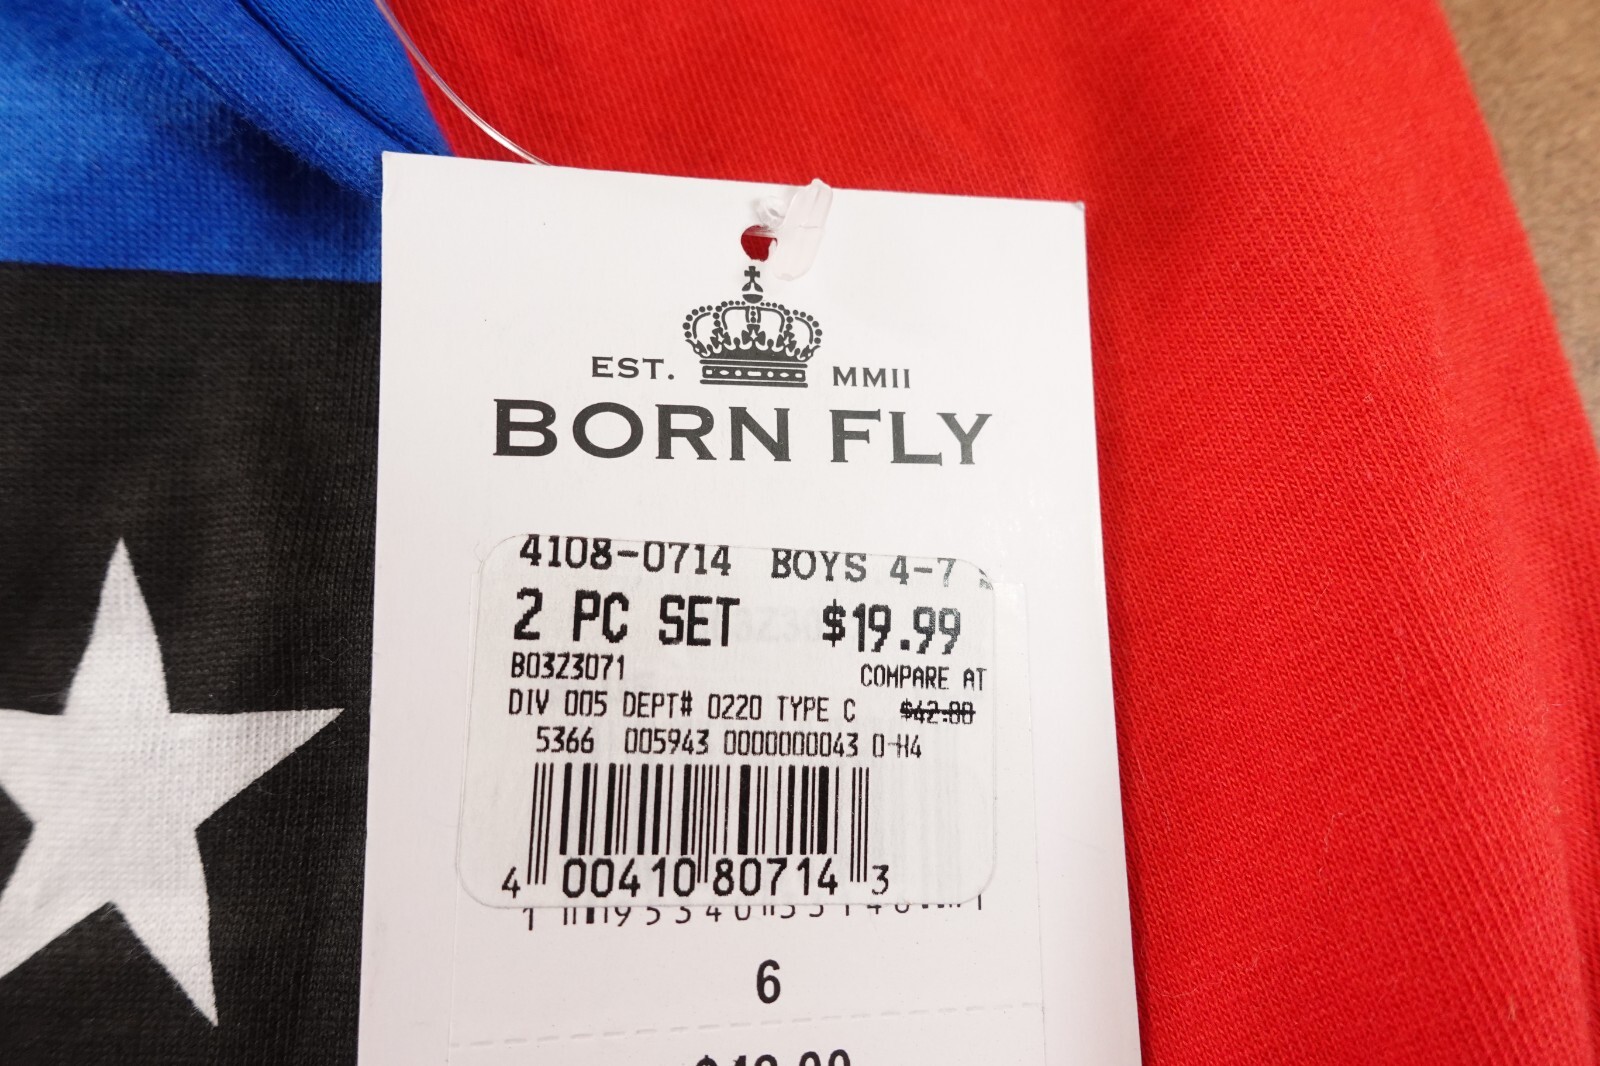 EST. MMII
BORN FLY
4108-0714 BOYS 4-7
2 PC SET $19.99
B03Z3071 COMPARE AT
DIV 005 DEPT# 0220 TYPE C $42.00
5366 005943 0000000043 0-H4
4 00410 80714 3
6